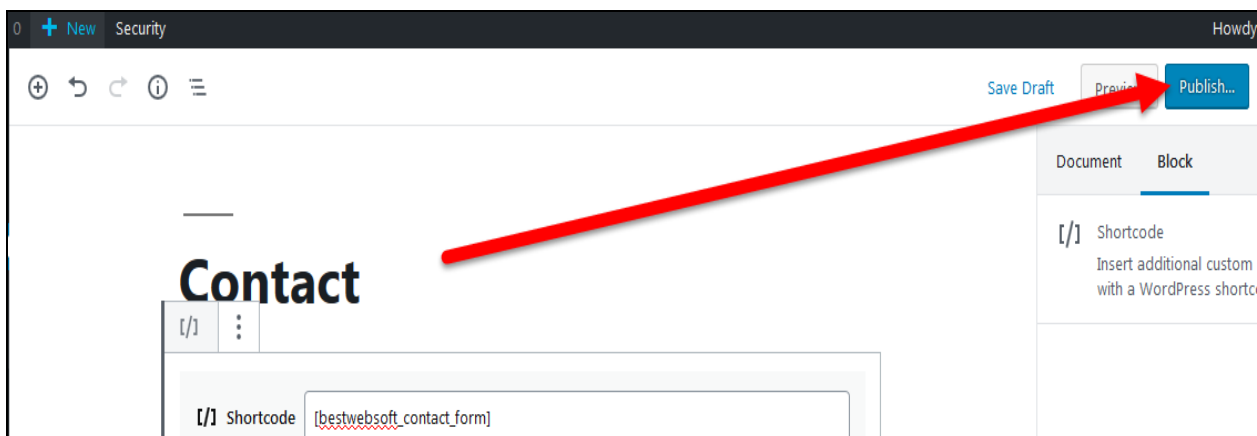 0 + New Security Howdy
Save Draft Preview Publish...
Document Block
[/] Shortcode
Insert additional custom
with a WordPress shortc
Contact
[/]
[/] Shortcode [bestwebsoft_contact_form]